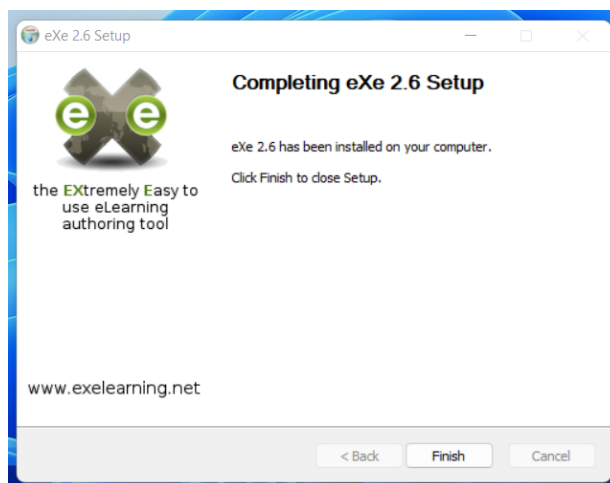 eXe 2.6 Setup
Completing eXe 2.6 Setup
eXe 2.6 has been installed on your computer.
Click Finish to close Setup.
e e
the EXtremely Easy to
use eLearning
authoring tool
www.exelearning.net
< Back Finish Cancel